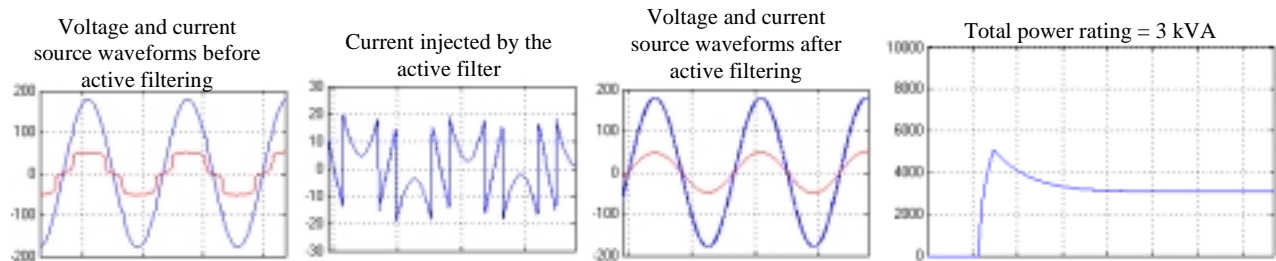 Voltage and current
source waveforms before
active filtering
200
100
0
-100
-200
Current injected by the
active filter
30
20
10
0
-10
-20
-30
Voltage and current
source waveforms after
active filtering
200
100
0
-100
-200
Total power rating = 3 kVA
10000
8000
6000
4000
2000
0